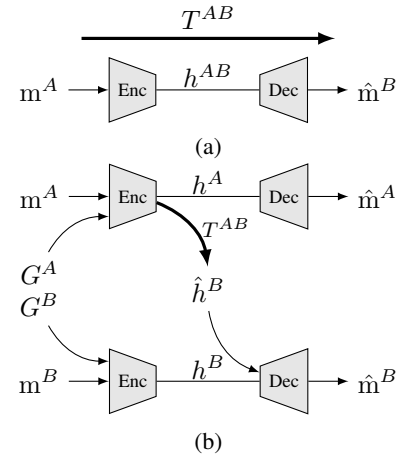 T^{AB}
m^A Enc h^{AB} Dec m̂^B
(a)
m^A Enc h^A Dec m̂^A
T^{AB}
G^A
ĥ^B
G^B
m^B Enc h^B Dec m̂^B
(b)